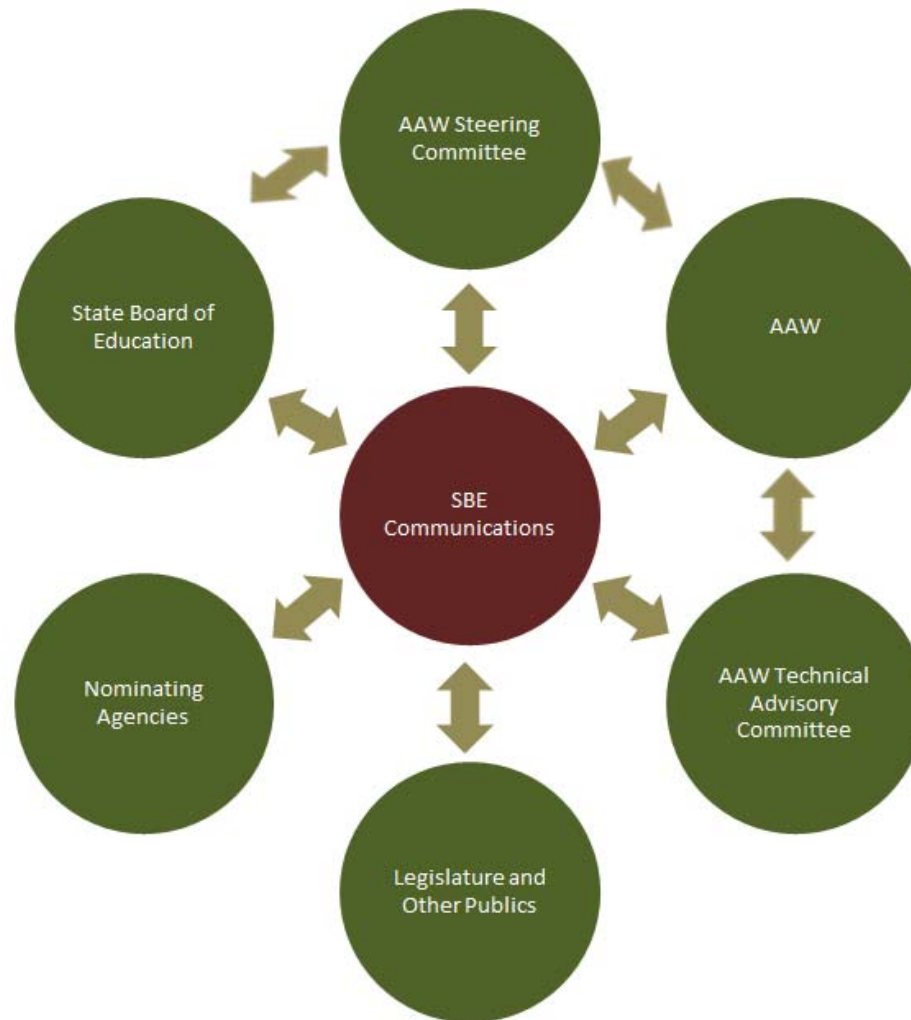 AAW Steering
Committee
State Board of
Education
AAW
SBE
Communications
Nominating
Agencies
AAW Technical
Advisory
Committee
Legislature and
Other Publics